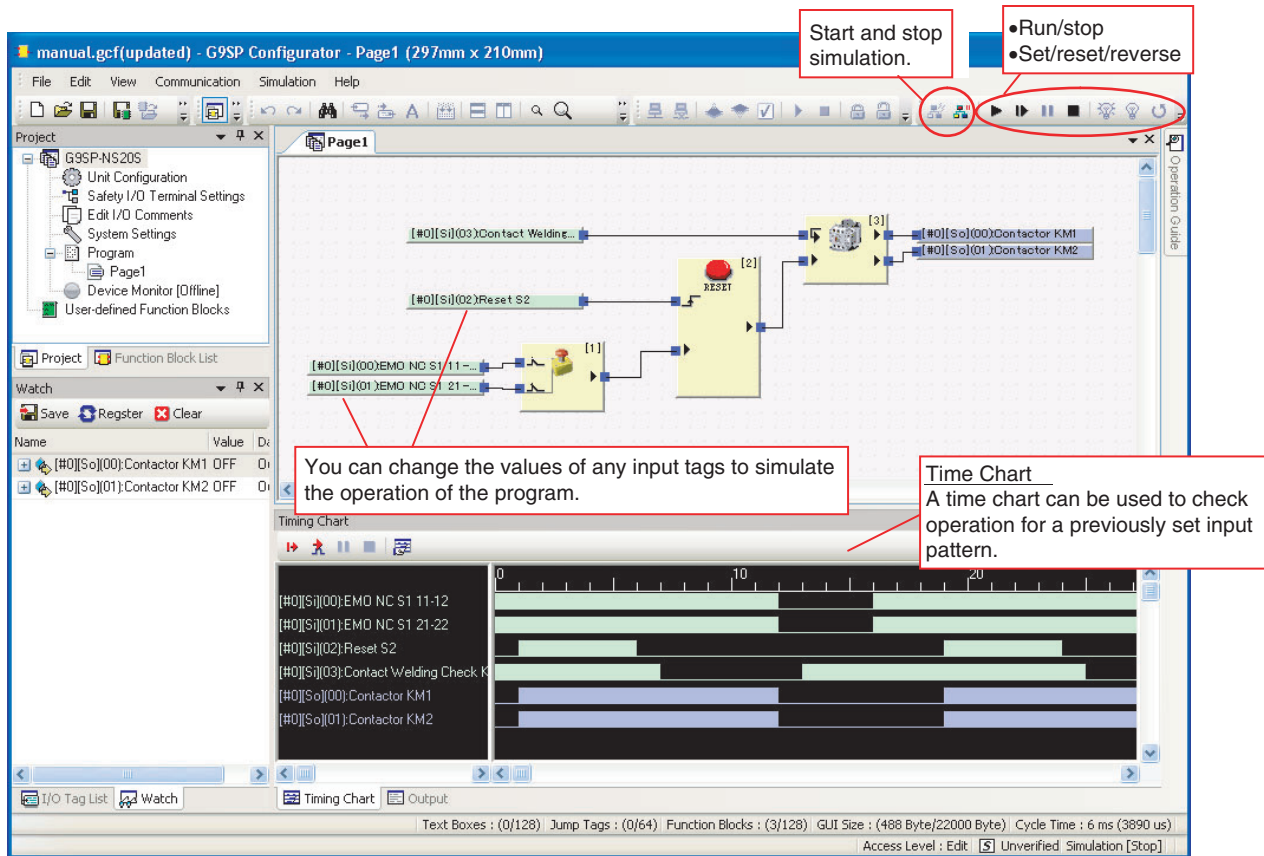 Start and stop
simulation.
•Run/stop
•Set/reset/reverse
manual.gcf(updated) - G9SP Configurator - Page1 (297mm x 210mm)
File Edit View Communication Simulation Help
Project
Page1
Operation Guide
G9SP-NS20S
Unit Configuration
Safety I/O Terminal Settings
Edit I/O Comments
System Settings
Program
Page1
Device Monitor [Offline]
User-defined Function Blocks
Project Function Block List
[#0][Si](03):Contact Welding...
[3]
[#0][So](00):Contactor KM1
[#0][So](01):Contactor KM2
[2]
RESET
[#0][Si](02):Reset S2
[1]
[#0][Si](00):EMO NC S1 11-...
[#0][Si](01):EMO NC S1 21-...
Watch
Save Regster Clear
Name Value
[#0][So](00):Contactor KM1 OFF
[#0][So](01):Contactor KM2 OFF
You can change the values of any input tags to simulate
the operation of the program.
Time Chart
A time chart can be used to check
operation for a previously set input
pattern.
Timing Chart
0 10 20
[#0][Si](00):EMO NC S1 11-12
[#0][Si](01):EMO NC S1 21-22
[#0][Si](02):Reset S2
[#0][Si](03):Contact Welding Check K
[#0][So](00):Contactor KM1
[#0][So](01):Contactor KM2
I/O Tag List Watch
Timing Chart Output
Text Boxes : (0/128) Jump Tags : (0/64) Function Blocks : (3/128) GUI Size : (488 Byte/22000 Byte) Cycle Time : 6 ms (3890 us)
Access Level : Edit S Unverified Simulation [Stop]